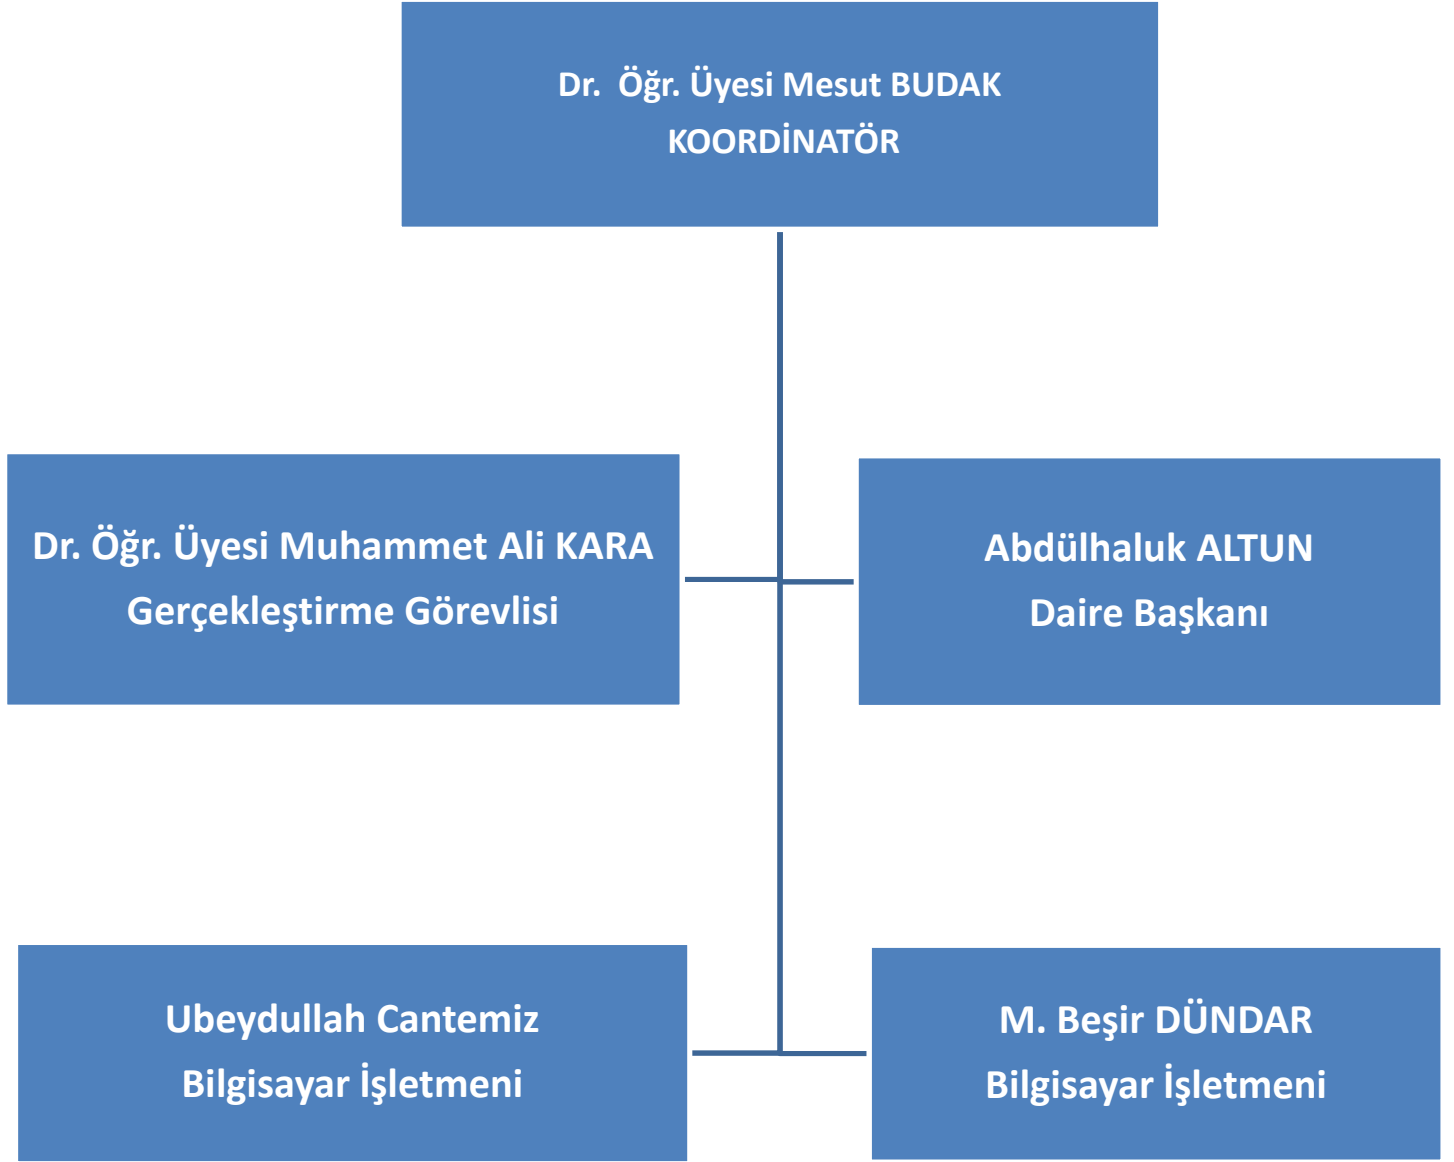 Dr. Öğr. Üyesi Mesut BUDAK
KOORDİNATÖR
Dr. Öğr. Üyesi Muhammet Ali KARA
Gerçekleştirme Görevlisi
Abdülhaluk ALTUN
Daire Başkanı
Ubeydullah Cantemiz
Bilgisayar İşletmeni
M. Beşir DÜNDAR
Bilgisayar İşletmeni